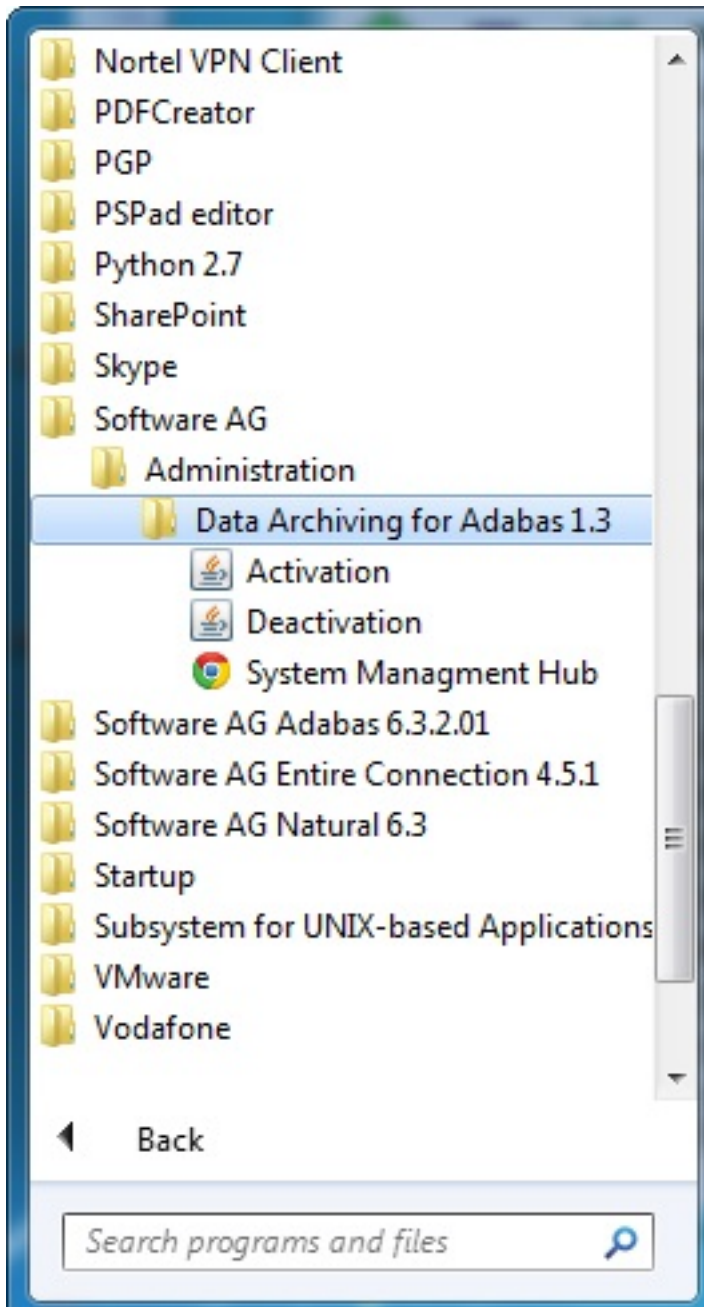 Nortel VPN Client
PDFCreator
PGP
PSPad editor
Python 2.7
SharePoint
Skype
Software AG
Administration
Data Archiving for Adabas 1.3
Activation
Deactivation
System Managment Hub
Software AG Adabas 6.3.2.01
Software AG Entire Connection 4.5.1
Software AG Natural 6.3
Startup
Subsystem for UNIX-based Applications
VMware
Vodafone
Back
Search programs and files